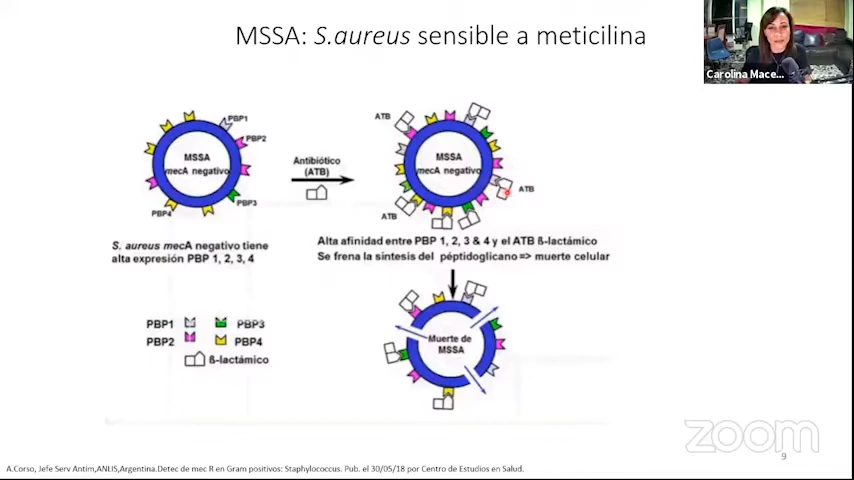 MSSA: S.aureus sensible a meticilina
Carolina Mace...
PBP1
PBP2
MSSA
mecA negativo
PBP4
PBP3
Antibiótico
(ATB)
ATB
MSSA
mecA negativo
ATB
ATB
S. aureus mecA negativo tiene
alta expresión PBP 1, 2, 3, 4
Alta afinidad entre PBP 1, 2, 3 & 4 y el ATB ß-lactámico
Se frena la sintesis del péptidoglicano => muerte celular
PBP1
PBP3
PBP2
PBP4
ß-lactámico
Muerte de
MSSA
zoom
9
A.Corso, Jefe Serv Antim,ANLIS,Argentina.Detec de mec R en Gram positivos: Staphylococcus. Pub. el 30/05/18 por Centro de Estudios en Salud.